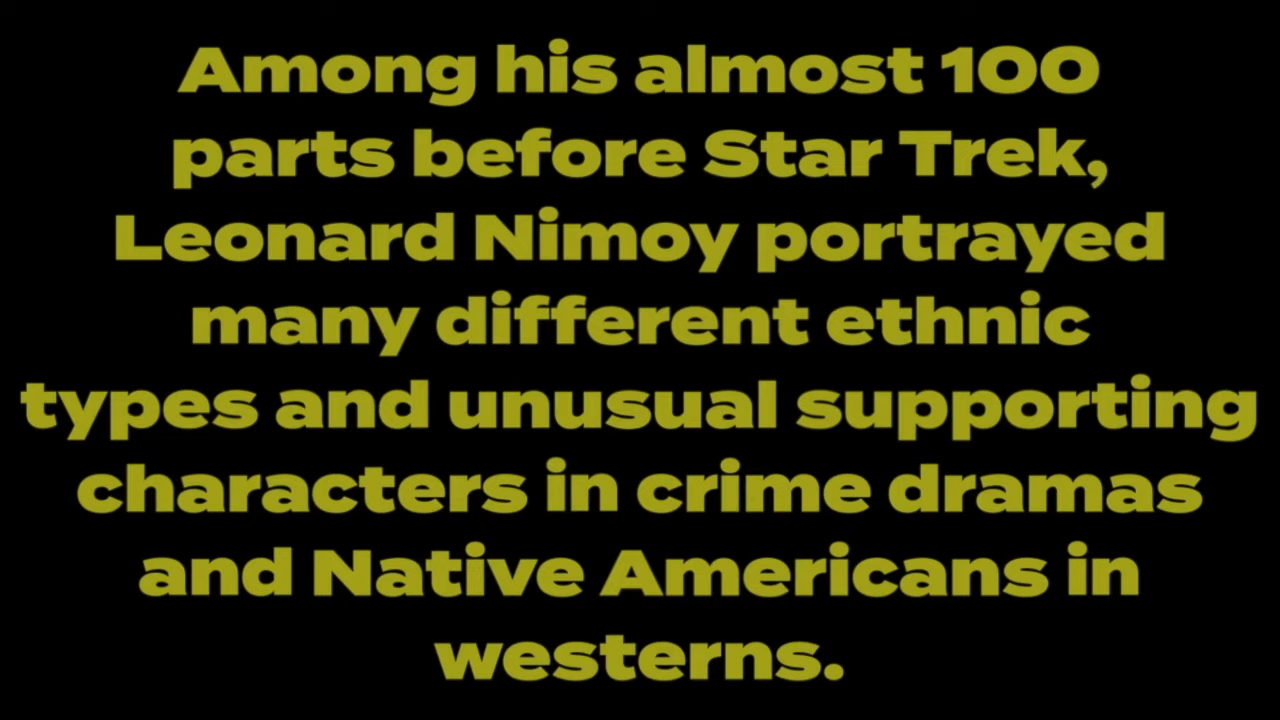 Among his almost 100
parts before Star Trek,
Leonard Nimoy portrayed
many different ethnic
types and unusual supporting
characters in crime dramas
and Native Americans in
westerns.